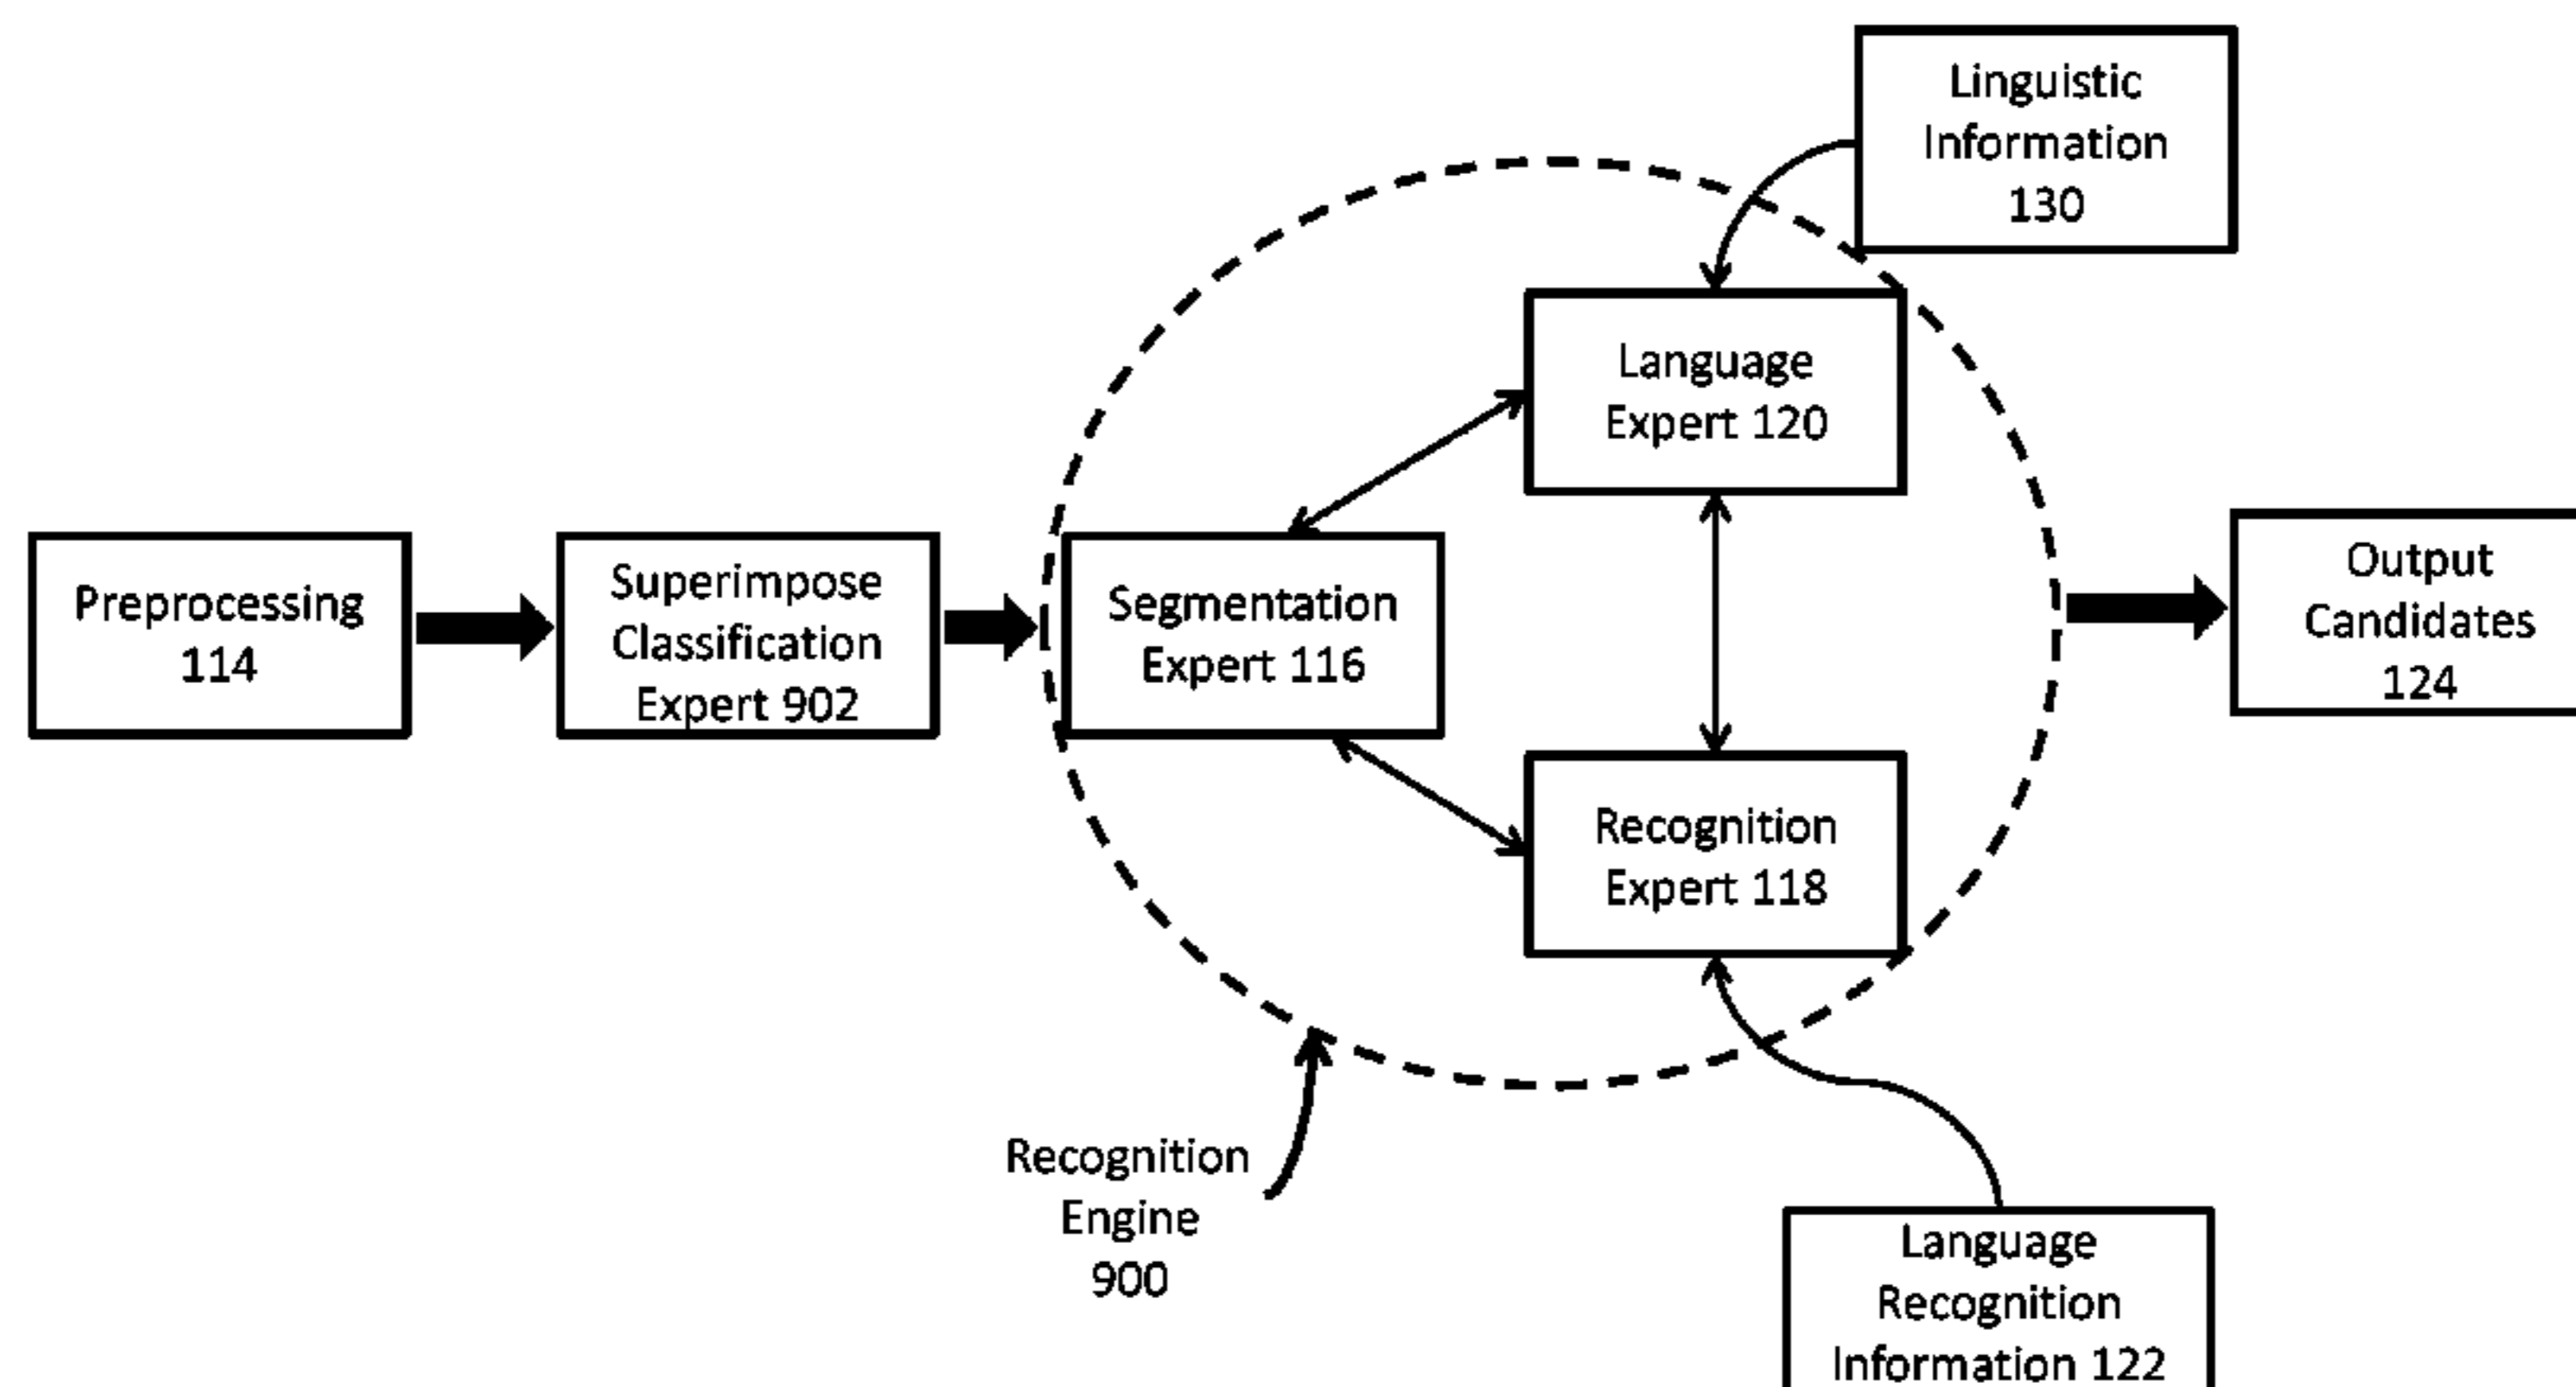 Linguistic
Information
130
Language
Expert 120
Preprocessing
114
Superimpose
Classification
Expert 902
Segmentation
Expert 116
Output
Candidates
124
Recognition
Expert 118
Recognition
Engine
900
Language
Recognition
Information 122